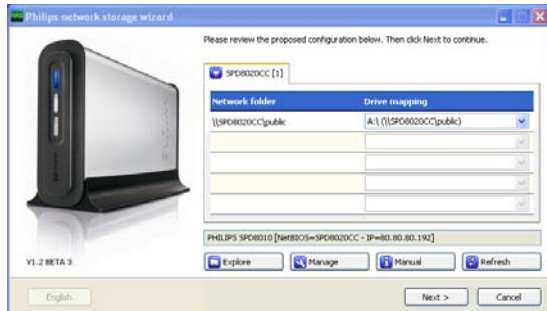 Philips network storage wizard
Please review the proposed configuration below. Then click Next to continue.
SPD8020CC [1]
Network folder Drive mapping
\\SPD8020CC\public A:\ (\\SPD8020CC\public)
PHILIPS SPD8010 [NetBIOS=SPD8020CC - IP=80.80.80.192]
V1.2 BETA 3
Explore Manage Manual Refresh
English Next > Cancel